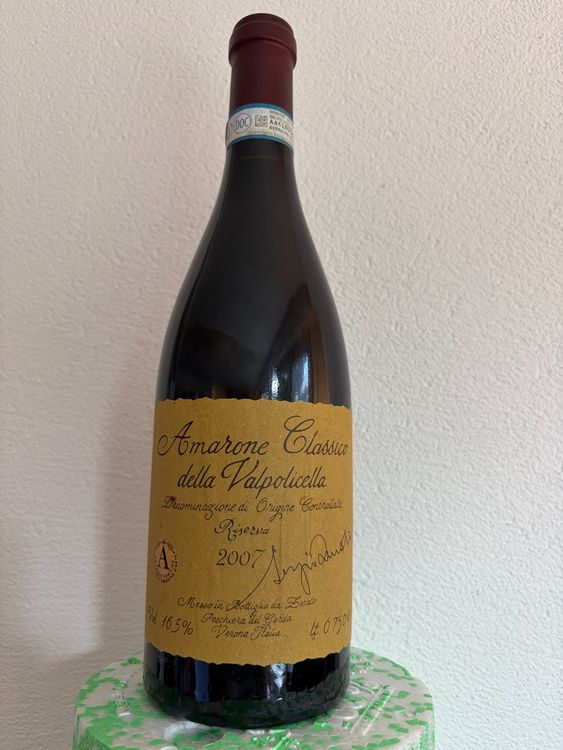 DOC
Amarone Classico
della Valpolicella
Denominazione di Origine Controllata
Riserva
2007
A
Messo in Bottiglia da Zenato
Peschiera del Garda
Verona Italia
Vol 16,5%
lt. 0,750